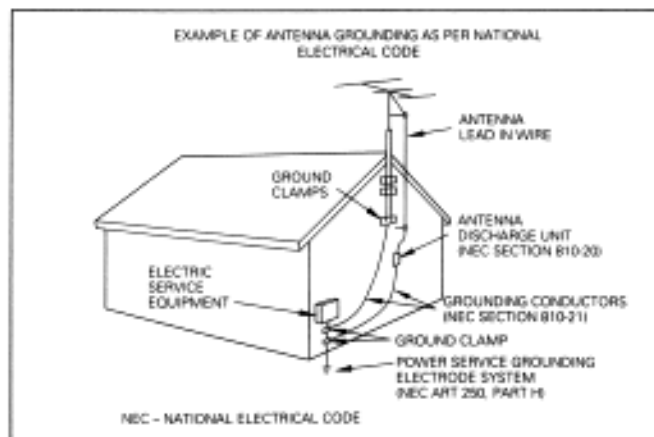 EXAMPLE OF ANTENNA GROUNDING AS PER NATIONAL
ELECTRICAL CODE
ANTENNA
LEAD IN WIRE
GROUND
CLAMPS
ANTENNA
DISCHARGE UNIT
(NEC SECTION 810-20)
ELECTRIC
SERVICE
EQUIPMENT
GROUNDING CONDUCTORS
(NEC SECTION 810-21)
GROUND CLAMP
POWER SERVICE GROUNDING
ELECTRODE SYSTEM
(NEC ART 250, PART H)
NEC – NATIONAL ELECTRICAL CODE